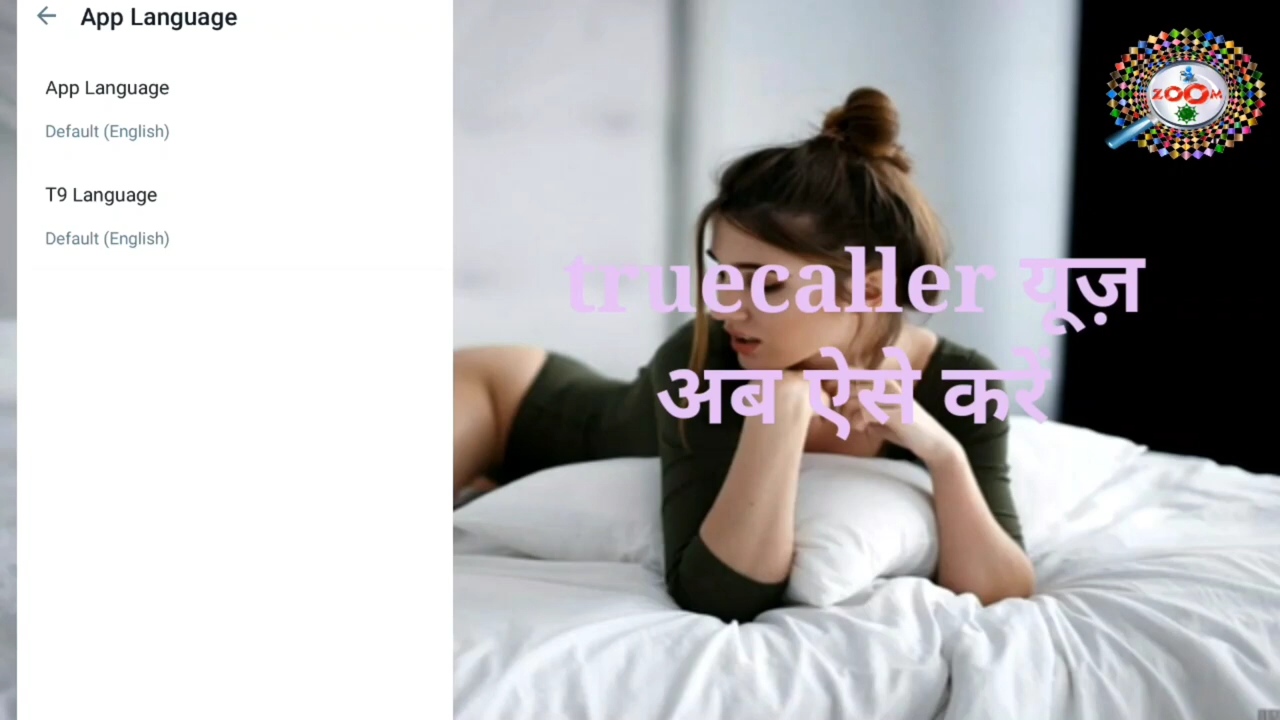 App Language
App Language
Default (English)
T9 Language
Default (English)
truecaller यूज़
अब ऐसे करें
ZOOM